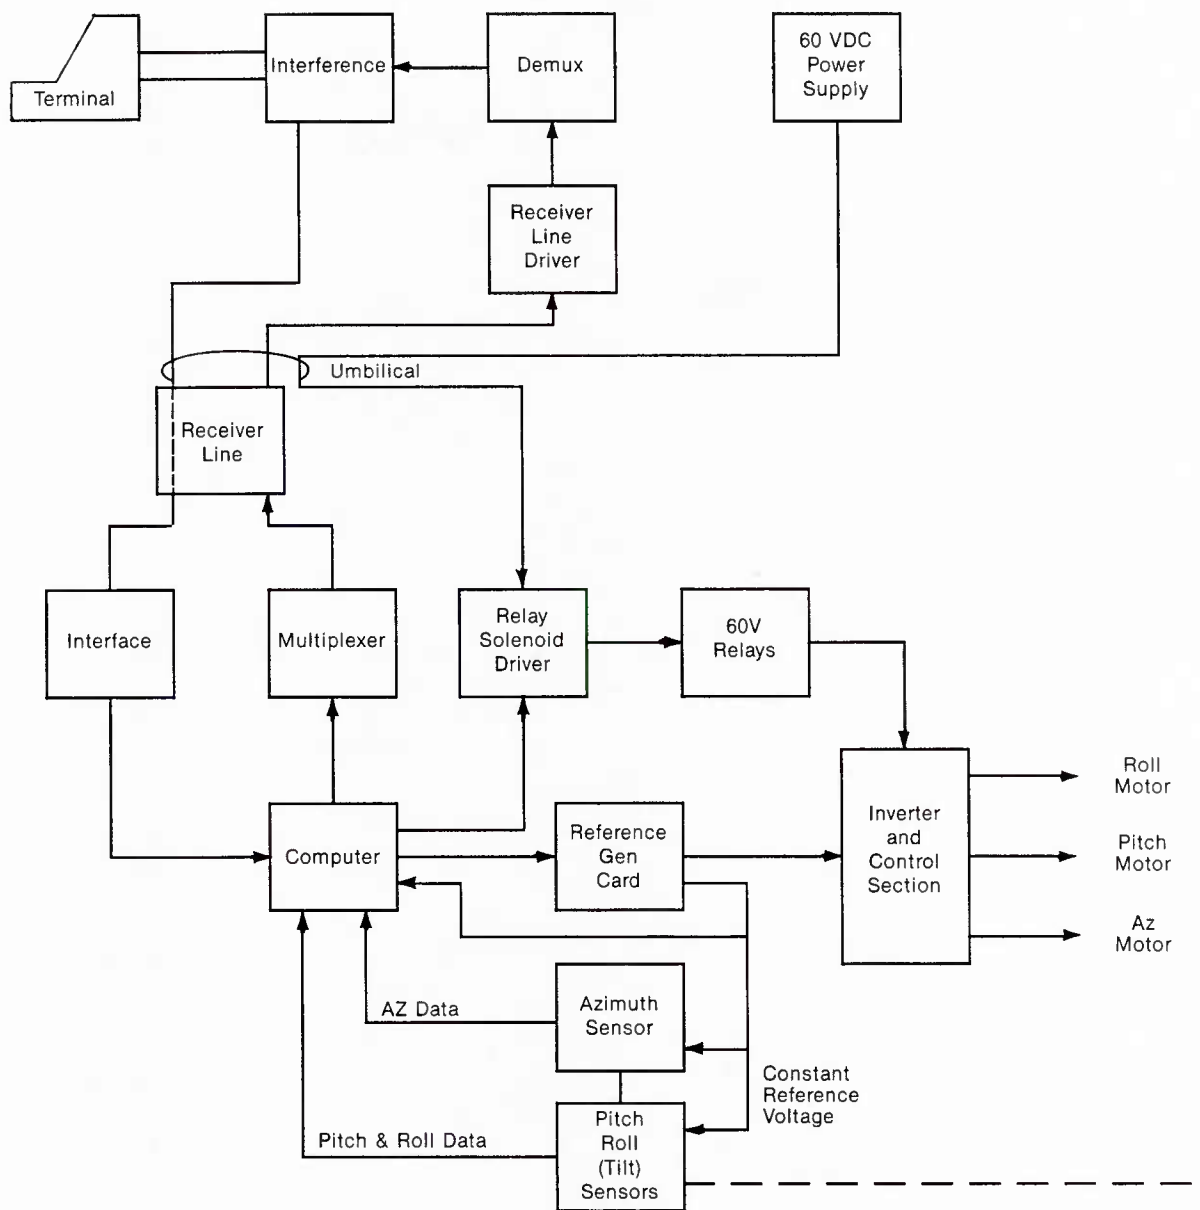 Terminal
Interference
Demux
60 VDC
Power
Supply
Receiver
Line
Driver
Umbilical
Receiver
Line
Interface
Multiplexer
Relay
Solenoid
Driver
60V
Relays
Computer
Reference
Gen
Card
Inverter
and
Control
Section
Roll
Motor
Pitch
Motor
Az
Motor
AZ Data
Azimuth
Sensor
Constant
Reference
Voltage
Pitch & Roll Data
Pitch
Roll
(Tilt)
Sensors